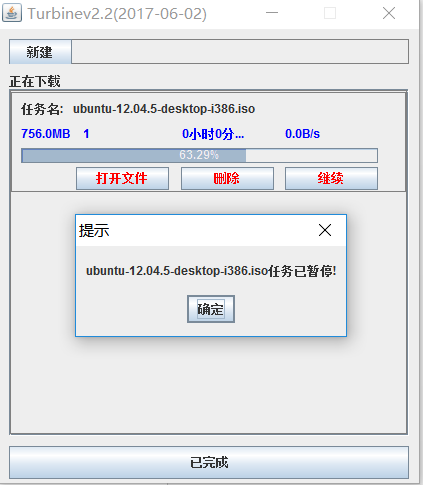 Turbinev2.2(2017-06-02)
新建
正在下载
任务名: ubuntu-12.04.5-desktop-i386.iso
756.0MB 1 0小时0分... 0.0B/s
63.29%
打开文件 删除 继续
提示
ubuntu-12.04.5-desktop-i386.iso任务已暂停!
确定
已完成